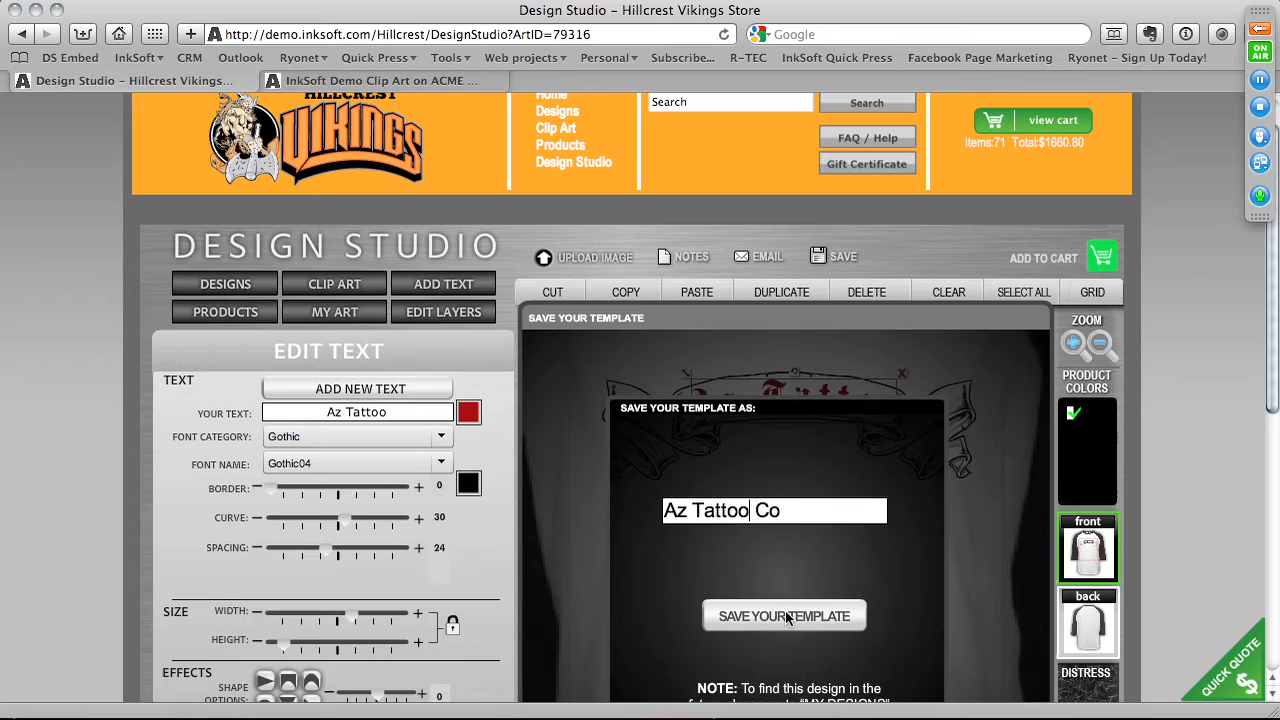 Design Studio – Hillcrest Vikings Store
http://demo.inksoft.com/Hillcrest/DesignStudio?ArtID=79316
Google
DS Embed InkSoft CRM Outlook Ryonet Quick Press Tools Web projects Personal Subscribe... R-TEC InkSoft Quick Press Facebook Page Marketing Ryonet – Sign Up Today!
Design Studio – Hillcrest Vikings... InkSoft Demo Clip Art on ACME ...
ON AIR
HILLCREST
VIKINGS
Home
Designs
Clip Art
Products
Design Studio
Search
Search
FAQ / Help
Gift Certificate
view cart
Items:71 Total:$1660.80
DESIGN STUDIO
UPLOAD IMAGE NOTES EMAIL SAVE
ADD TO CART
DESIGNS CLIP ART ADD TEXT
PRODUCTS MY ART EDIT LAYERS
CUT COPY PASTE DUPLICATE DELETE CLEAR SELECT ALL GRID
EDIT TEXT
TEXT
ADD NEW TEXT
YOUR TEXT: Az Tattoo
FONT CATEGORY: Gothic
FONT NAME: Gothic04
BORDER: 0
CURVE: 30
SPACING: 24
SIZE
WIDTH:
HEIGHT:
EFFECTS
SHAPE
OPTIONS:
0
SAVE YOUR TEMPLATE
SAVE YOUR TEMPLATE AS:
Az Tattoo Co
SAVE YOUR TEMPLATE
NOTE: To find this design in the
ZOOM
PRODUCT
COLORS
front
back
DISTRESS
QUICK QUOTE
$